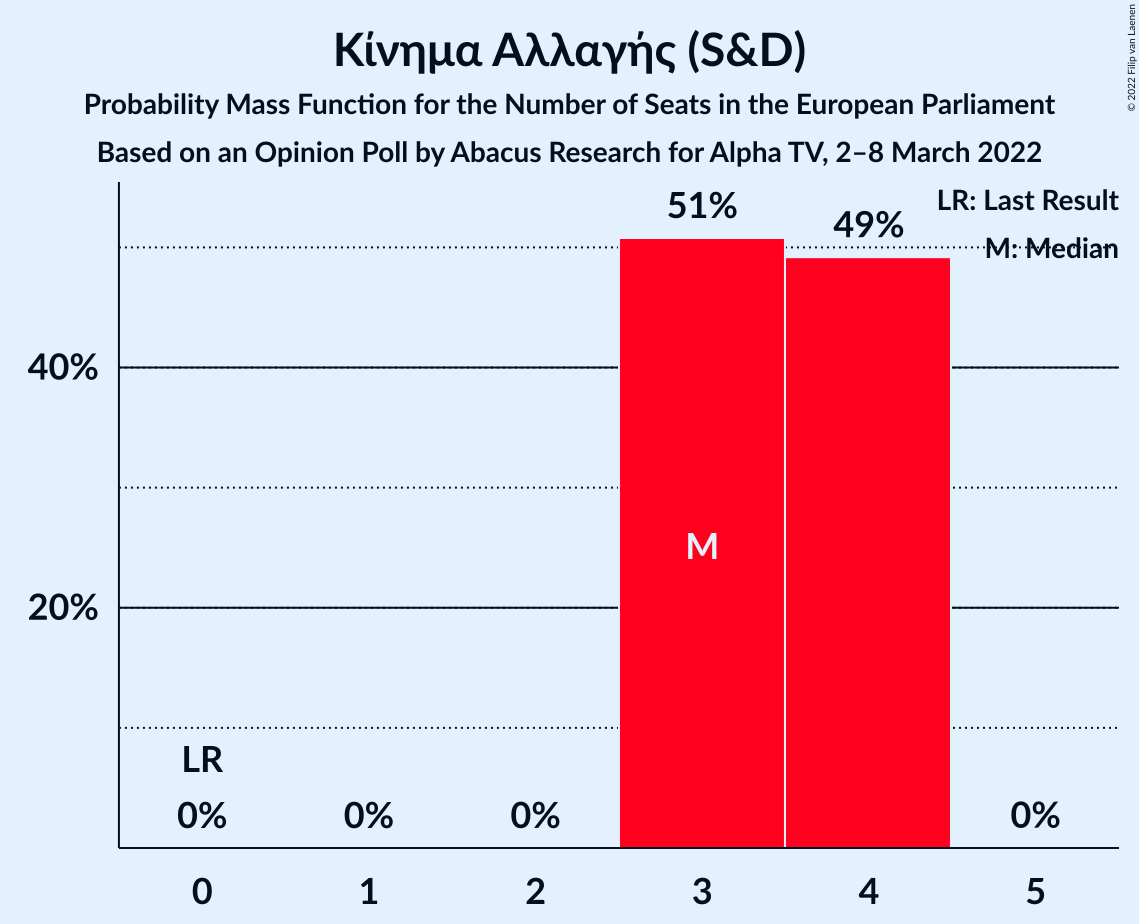 Κίνημα Αλλαγής (S&D)
Probability Mass Function for the Number of Seats in the European Parliament
Based on an Opinion Poll by Abacus Research for Alpha TV, 2–8 March 2022
© 2022 Filip van Laenen
LR: Last Result
M: Median
51%
49%
40%
20%
M
LR
0%
0%
0%
0%
0
1
2
3
4
5